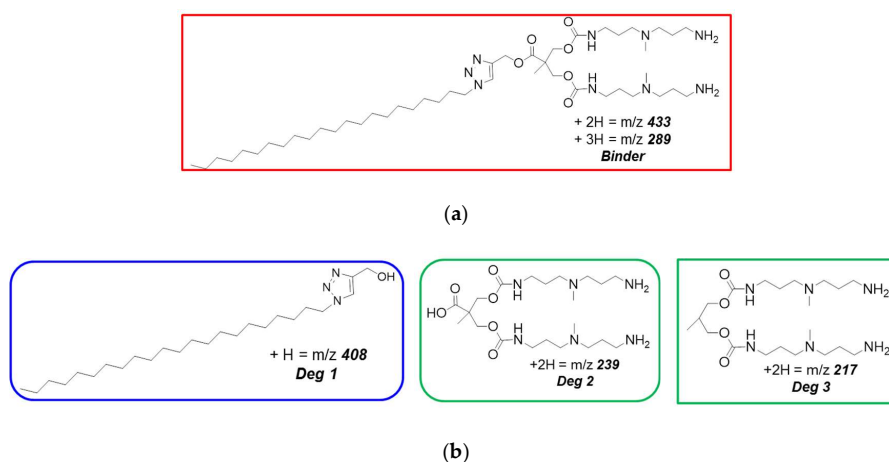 (a)
O
O
N
H
N
NH2
O
O
N
N
N
O
O
N
H
N
NH2
+ 2H = m/z 433
+ 3H = m/z 289
Binder
(b)
OH
N
N
N
+ H = m/z 408
Deg 1
O
O
N
H
N
NH2
O
HO
O
O
N
H
N
NH2
+2H = m/z 239
Deg 2
O
O
N
H
N
NH2
O
O
N
H
N
NH2
+2H = m/z 217
Deg 3